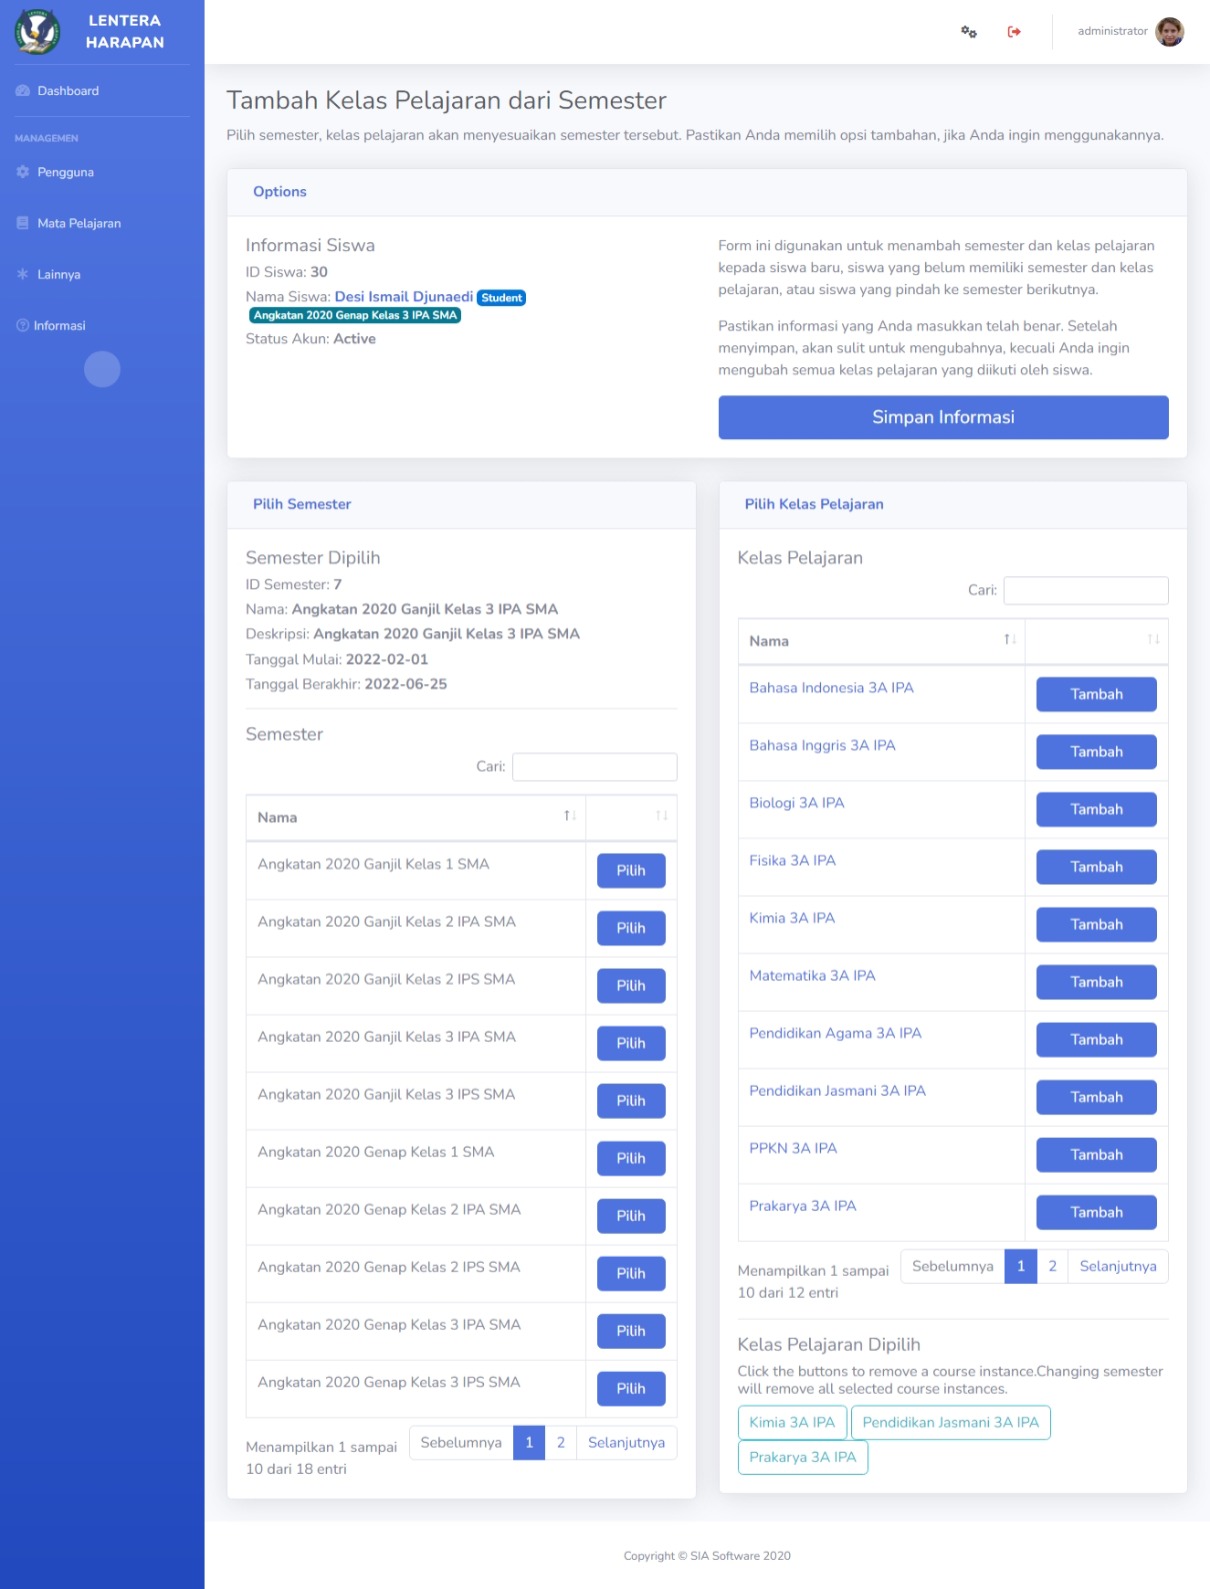 LENTERA
HARAPAN
Dashboard
MANAGEMEN
Pengguna
Mata Pelajaran
Lainnya
Informasi
administrator
Tambah Kelas Pelajaran dari Semester
Pilih semester, kelas pelajaran akan menyesuaikan semester tersebut. Pastikan Anda memilih opsi tambahan, jika Anda ingin menggunakannya.
Options
Informasi Siswa
ID Siswa: 30
Nama Siswa: Desi Ismail Djunaedi Student
Angkatan 2020 Genap Kelas 3 IPA SMA
Status Akun: Active
Form ini digunakan untuk menambah semester dan kelas pelajaran
kepada siswa baru, siswa yang belum memiliki semester dan kelas
pelajaran, atau siswa yang pindah ke semester berikutnya.
Pastikan informasi yang Anda masukkan telah benar. Setelah
menyimpan, akan sulit untuk mengubahnya, kecuali Anda ingin
mengubah semua kelas pelajaran yang diikuti oleh siswa.
Simpan Informasi
Pilih Semester
Semester Dipilih
ID Semester: 7
Nama: Angkatan 2020 Ganjil Kelas 3 IPA SMA
Deskripsi: Angkatan 2020 Ganjil Kelas 3 IPA SMA
Tanggal Mulai: 2022-02-01
Tanggal Berakhir: 2022-06-25
Semester
Cari:
Nama
Angkatan 2020 Ganjil Kelas 1 SMA Pilih
Angkatan 2020 Ganjil Kelas 2 IPA SMA Pilih
Angkatan 2020 Ganjil Kelas 2 IPS SMA Pilih
Angkatan 2020 Ganjil Kelas 3 IPA SMA Pilih
Angkatan 2020 Ganjil Kelas 3 IPS SMA Pilih
Angkatan 2020 Genap Kelas 1 SMA Pilih
Angkatan 2020 Genap Kelas 2 IPA SMA Pilih
Angkatan 2020 Genap Kelas 2 IPS SMA Pilih
Angkatan 2020 Genap Kelas 3 IPA SMA Pilih
Angkatan 2020 Genap Kelas 3 IPS SMA Pilih
Menampilkan 1 sampai
10 dari 18 entri
Sebelumnya 1 2 Selanjutnya
Pilih Kelas Pelajaran
Kelas Pelajaran
Cari:
Nama
Bahasa Indonesia 3A IPA Tambah
Bahasa Inggris 3A IPA Tambah
Biologi 3A IPA Tambah
Fisika 3A IPA Tambah
Kimia 3A IPA Tambah
Matematika 3A IPA Tambah
Pendidikan Agama 3A IPA Tambah
Pendidikan Jasmani 3A IPA Tambah
PPKN 3A IPA Tambah
Prakarya 3A IPA Tambah
Menampilkan 1 sampai
10 dari 12 entri
Sebelumnya 1 2 Selanjutnya
Kelas Pelajaran Dipilih
Click the buttons to remove a course instance.Changing semester
will remove all selected course instances.
Kimia 3A IPA Pendidikan Jasmani 3A IPA
Prakarya 3A IPA
Copyright © SIA Software 2020